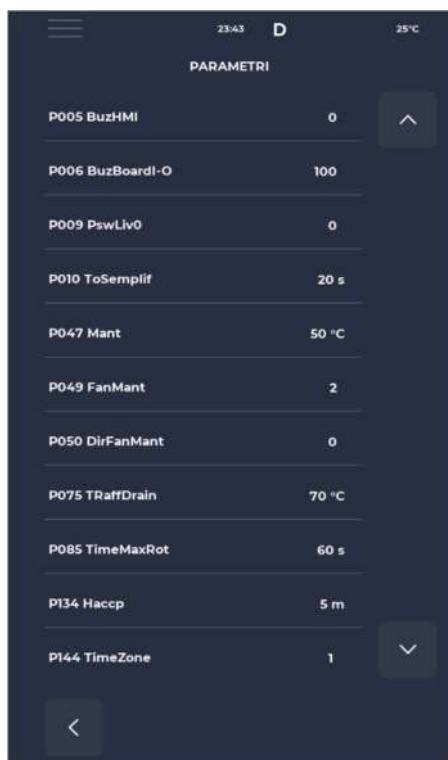 23:43 D 25°C
PARAMETRI
P005 BuzHMI 0
P006 BuzBoardI-O 100
P009 PswLiv0 0
P010 ToSemplif 20 s
P047 Mant 50 °C
P049 FanMant 2
P050 DirFanMant 0
P075 TRaffDrain 70 °C
P085 TimeMaxRot 60 s
P134 Haccp 5 m
P144 TimeZone 1